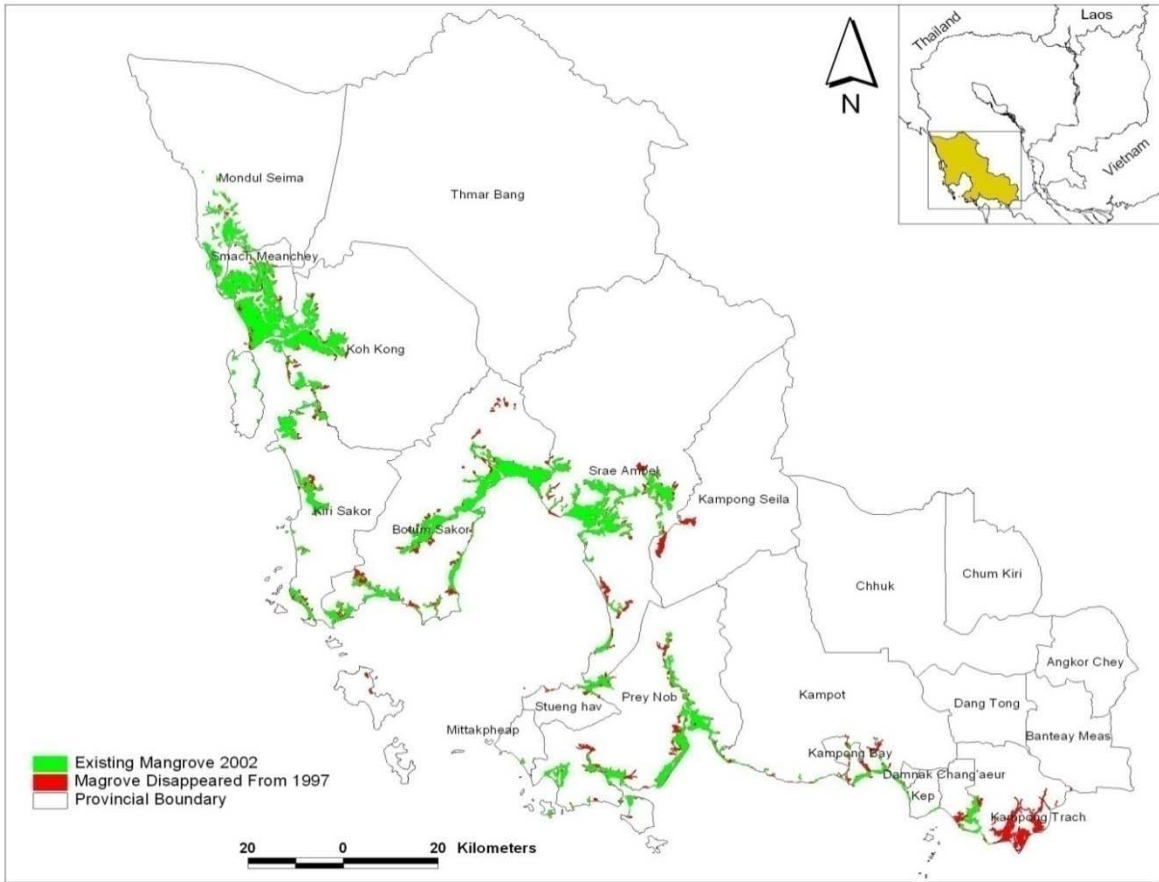 Thailand
Laos
Vietnam
N
Mondul Seima
Thmar Bang
Smach Meanchey
Koh Kong
Srae Ambel
Kampong Seila
Kiri Sakor
Botum Sakor
Chhuk
Chum Kiri
Angkor Chey
Prey Nob
Kampot
Dang Tong
Stueng hav
Mittakpheap
Banteay Meas
Kampong Bay
Damnak Chang'aeur
Kep
Kampong Trach
Existing Mangrove 2002
Magrove Disappeared From 1997
Provincial Boundary
20 0 20 Kilometers